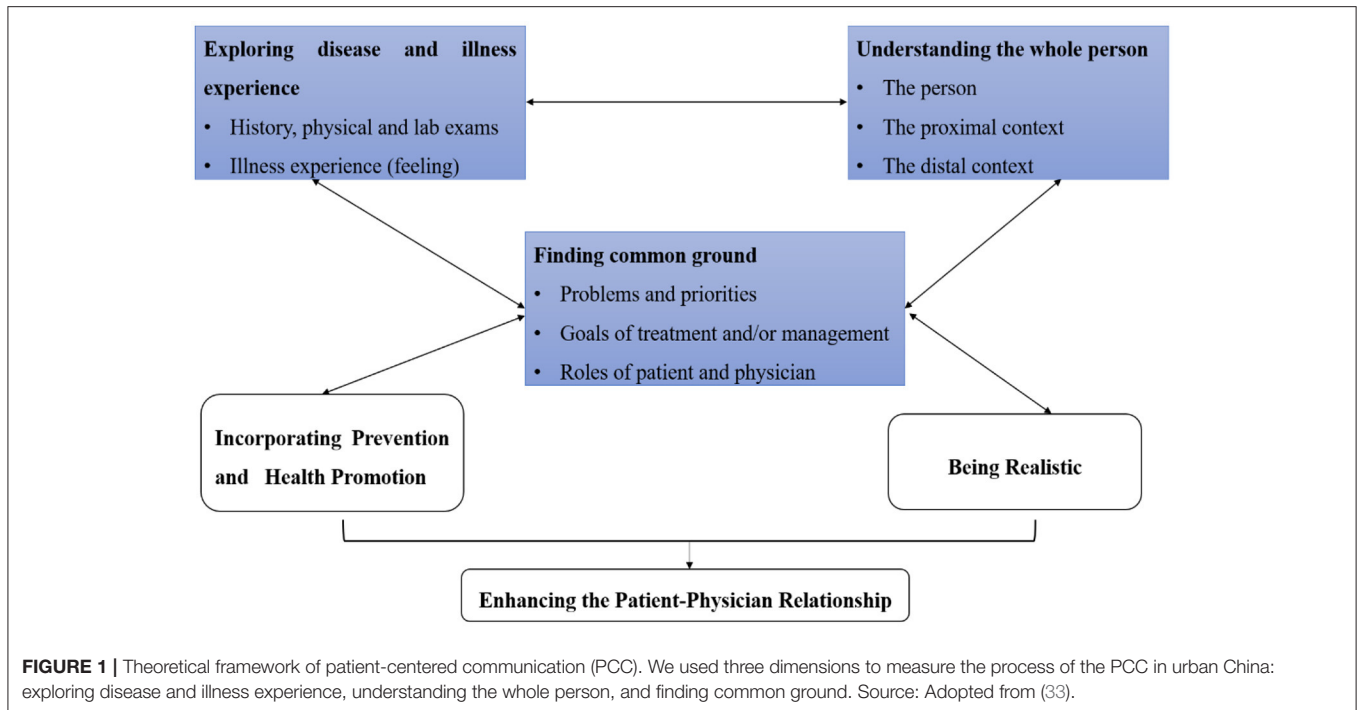 Exploring disease and illness
experience
• History, physical and lab exams
• Illness experience (feeling)
Understanding the whole person
• The person
• The proximal context
• The distal context
Finding common ground
• Problems and priorities
• Goals of treatment and/or management
• Roles of patient and physician
Incorporating Prevention
and Health Promotion
Being Realistic
Enhancing the Patient-Physician Relationship
FIGURE 1 | Theoretical framework of patient-centered communication (PCC). We used three dimensions to measure the process of the PCC in urban China:
exploring disease and illness experience, understanding the whole person, and finding common ground. Source: Adopted from (33).